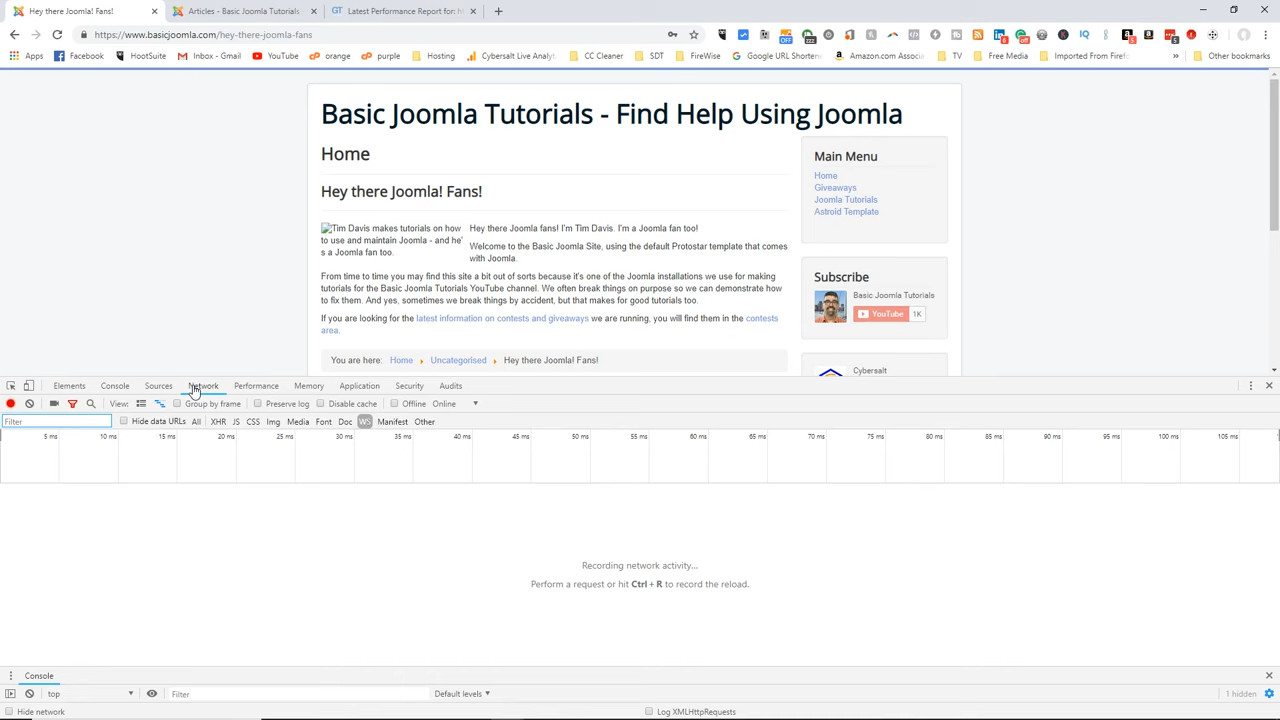 Hey there Joomla! Fans!
Articles - Basic Joomla Tutorials
GT
Latest Performance Report for: h
https://www.basicjoomla.com/hey-there-joomla-fans
Apps
Facebook
HootSuite
Inbox - Gmail
YouTube
orange
purple
Hosting
Cybersalt Live Analy
CC Cleaner
SDT
FireWise
Google URL Shorten
Amazon.com Associa
TV
Free Media
Imported From Firef
Other bookmarks
Basic Joomla Tutorials - Find Help Using Joomla
Home
Hey there Joomla! Fans!
Tim Davis makes tutorials on how
to use and maintain Joomla - and he'
s a Joomla fan too.
Hey there Joomla fans! I'm Tim Davis. I'm a Joomla fan too!
Welcome to the Basic Joomla Site, using the default Protostar template that comes
with Joomla.
From time to time you may find this site a bit out of sorts because it's one of the Joomla installations we use for making
tutorials for the Basic Joomla Tutorials YouTube channel. We often break things on purpose so we can demonstrate how
to fix them. And yes, sometimes we break things by accident, but that makes for good tutorials too.
If you are looking for the latest information on contests and giveaways we are running, you will find them in the contests
area.
You are here: Home Uncategorised Hey there Joomla! Fans!
Main Menu
Home
Giveaways
Joomla Tutorials
Astroid Template
Subscribe
Basic Joomla Tutorials
YouTube 1K
Cybersalt
Elements Console Sources Network Performance Memory Application Security Audits
View: Group by frame Preserve log Disable cache Offline Online
Filter Hide data URLs All XHR JS CSS Img Media Font Doc WS Manifest Other
5 ms 10 ms 15 ms 20 ms 25 ms 30 ms 35 ms 40 ms 45 ms 50 ms 55 ms 60 ms 65 ms 70 ms 75 ms 80 ms 85 ms 90 ms 95 ms 100 ms 105 ms
Recording network activity...
Perform a request or hit Ctrl + R to record the reload.
Console
top Filter Default levels 1 hidden
Hide network Log XMLHttpRequests